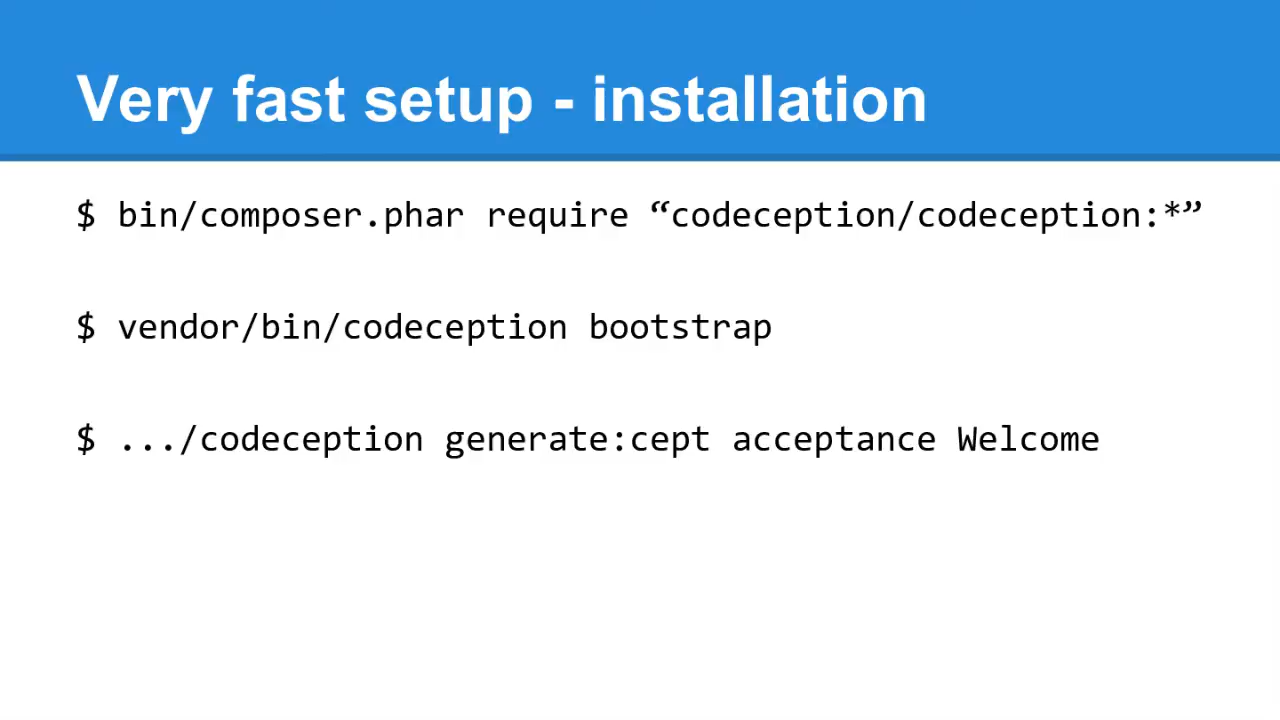 Very fast setup - installation
$ bin/composer.phar require “codeception/codeception:*”
$ vendor/bin/codeception bootstrap
$ .../codeception generate:cept acceptance Welcome